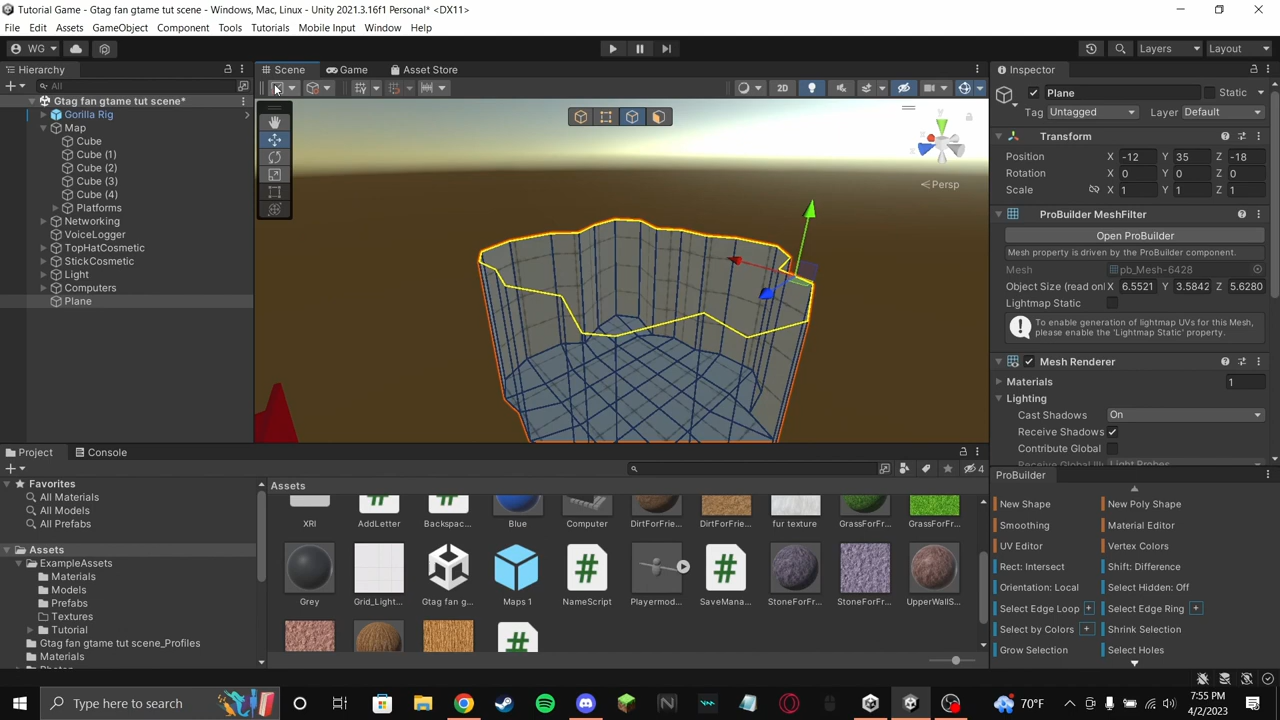 Tutorial Game - Gtag fan gtame tut scene - Windows, Mac, Linux - Unity 2021.3.16f1 Personal* <DX11>
File Edit Assets GameObject Component Tools Tutorials Mobile Input Window Help
WG Layers Layout
Hierarchy Scene Game Asset Store Inspector
All
2D
Gtag fan gtame tut scene*
Gorilla Rig
Map
Cube
Cube (1)
Cube (2)
Cube (3)
Cube (4)
Platforms
Networking
VoiceLogger
TopHatCosmetic
StickCosmetic
Light
Computers
Plane
Persp
Plane Static
Tag Untagged Layer Default
Transform
Position X -12 Y 35 Z -18
Rotation X 0 Y 0 Z 0
Scale X 1 Y 1 Z 1
ProBuilder MeshFilter
Open ProBuilder
Mesh property is driven by the ProBuilder component.
Mesh pb_Mesh-6428
Object Size (read onl X 6.5521 Y 3.5842 Z 5.6280
Lightmap Static
To enable generation of lightmap UVs for this Mesh, please enable the 'Lightmap Static' property.
Mesh Renderer
Materials 1
Lighting
Cast Shadows On
Receive Shadows
Contribute Global
Project Console
4
Favorites
All Materials
All Models
All Prefabs
Assets
ExampleAssets
Materials
Models
Prefabs
Textures
Tutorial
Gtag fan gtame tut scene_Profiles
Materials
Assets
XRI AddLetter Backspac... Blue Computer DirtForFrie... DirtForFrie... fur texture GrassForFr... GrassForFr...
Grey Grid_Light... Gtag fan g... Maps 1 NameScript Playermod... SaveMana... StoneForFr... StoneForFr... UpperWallS...
ProBuilder
New Shape New Poly Shape
Smoothing Material Editor
UV Editor Vertex Colors
Rect: Intersect Shift: Difference
Orientation: Local Select Hidden: Off
Select Edge Loop + Select Edge Ring +
Select by Colors + Shrink Selection
Grow Selection Select Holes
Type here to search
70°F
7:55 PM
4/2/2023